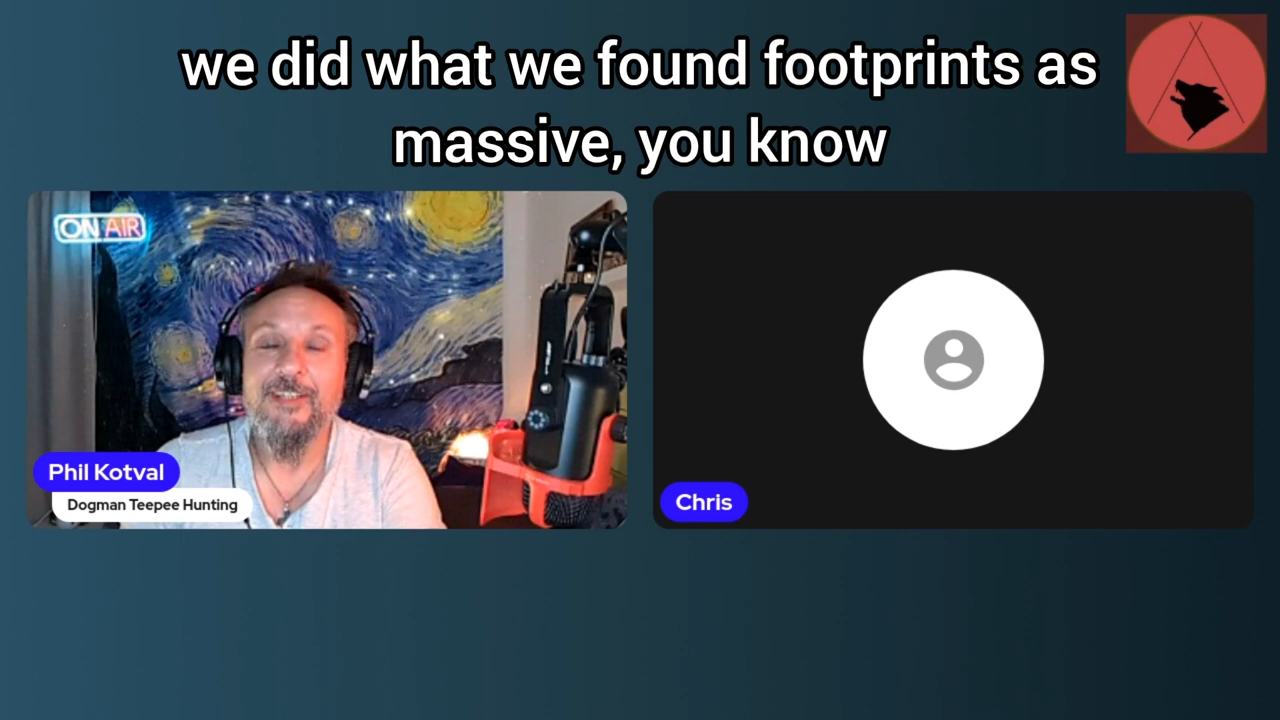 we did what we found footprints as
massive, you know
ON AIR
Phil Kotval
Dogman Teepee Hunting
Chris